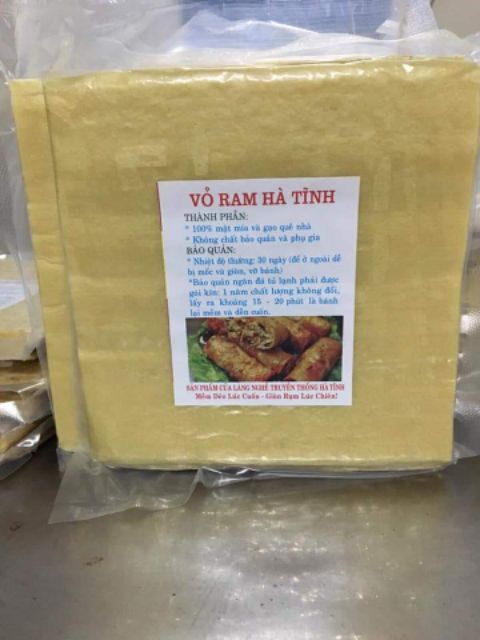 VỎ RAM HÀ TĨNH
THÀNH PHẦN:
* 100% mật mía và gạo quê nhà
* Không chất bảo quản và phụ gia
BẢO QUẢN:
* Nhiệt độ thường: 30 ngày (để ở ngoài dễ
bị mốc và giòn, vỡ bánh)
*Bảo quản ngăn đá tủ lạnh phải được
gói kín: 1 năm chất lượng không đổi,
lấy ra khoảng 15 - 20 phút là bánh
lại mềm và dễn cuốn.
SẢN PHẨM CỦA LÀNG NGHỀ TRUYỀN THỐNG HÀ TĨNH
Mềm Dẻo Lúc Cuốn - Giòn Rụm Lúc Chiên!